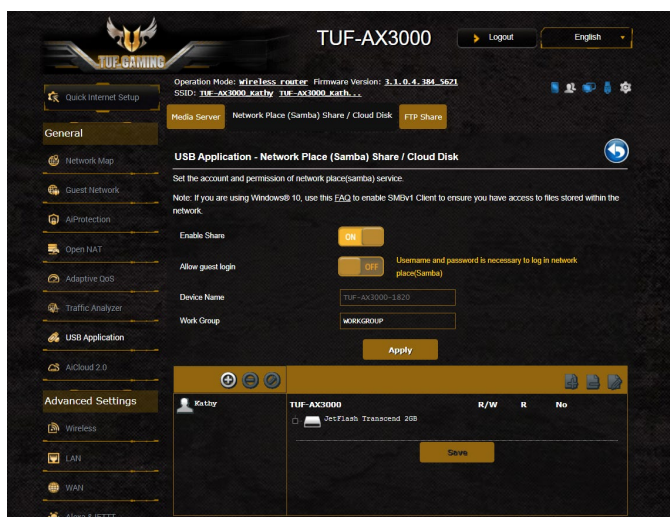 TUF-AX3000
Logout
English
TUF GAMING
Operation Mode: Wireless router Firmware Version: 3.1.0.4.384_5621
SSID: TUF-AX3000_Kathy TUF-AX3000_Kath...
Quick Internet Setup
Media Server
Network Place (Samba) Share / Cloud Disk
FTP Share
General
Network Map
Guest Network
AiProtection
Open NAT
Adaptive QoS
Traffic Analyzer
USB Application
AiCloud 2.0
Advanced Settings
Wireless
LAN
WAN
Alexa & IFTTT
USB Application - Network Place (Samba) Share / Cloud Disk
Set the account and permission of network place(samba) service.
Note: If you are using Windows® 10, use this FAQ to enable SMBv1 Client to ensure you have access to files stored within the
network.
Enable Share
ON
Allow guest login
OFF
Username and password is necessary to log in network
place(Samba)
Device Name
TUF-AX3000-1820
Work Group
WORKGROUP
Apply
Kathy
TUF-AX3000
R/W
R
No
JetFlash Transcend 2GB
Save